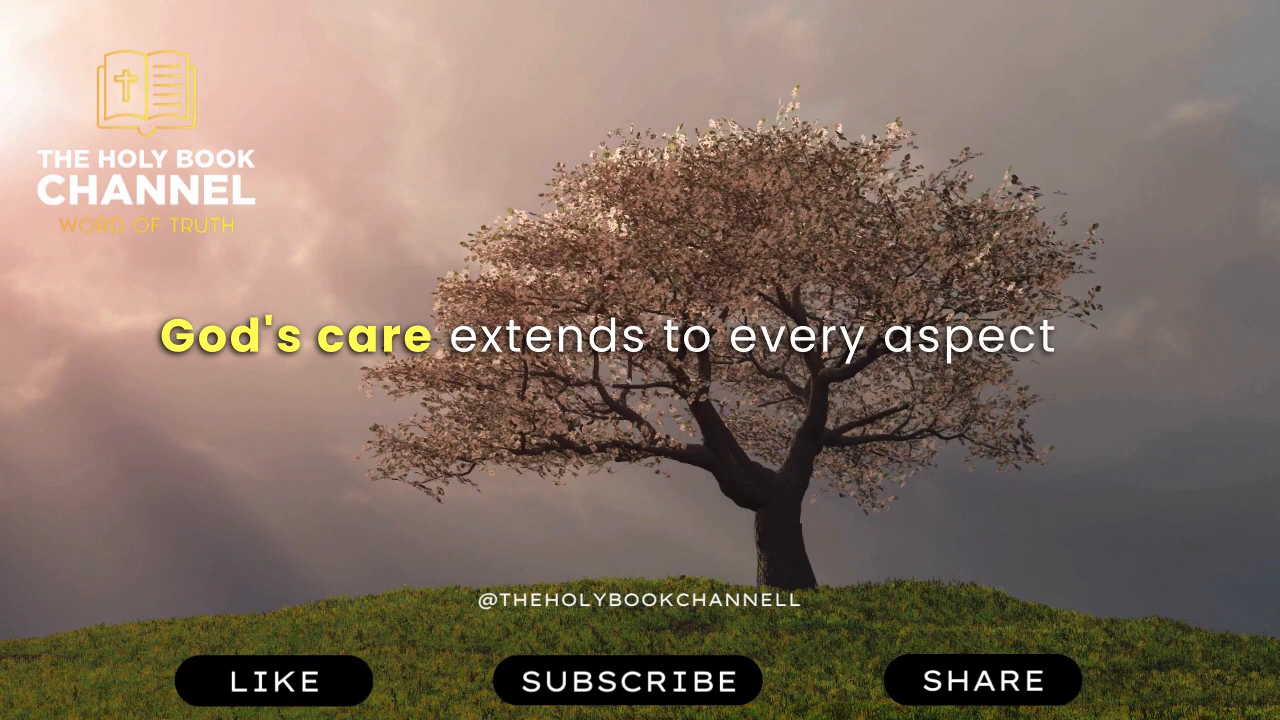 THE HOLY BOOK
CHANNEL
WORD OF TRUTH
God's care extends to every aspect
@THEHOLYBOOKCHANNELL
LIKE
SUBSCRIBE
SHARE